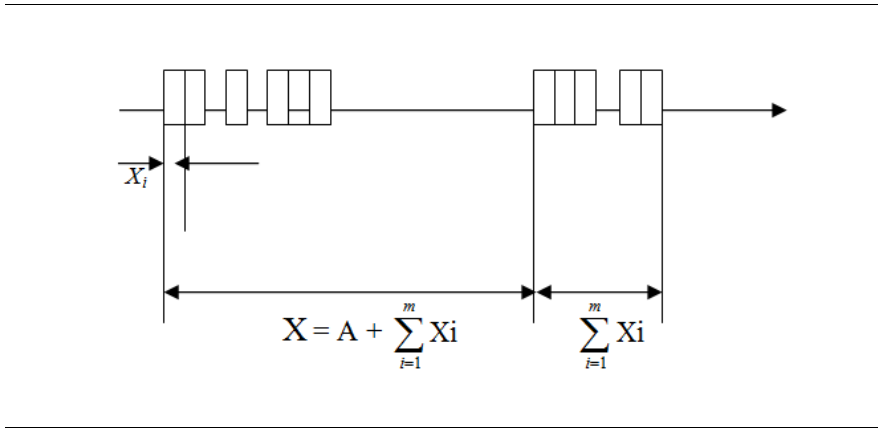 Xᵢ
X = A + ∑_{i=1}^{m} Xi
∑_{i=1}^{m} Xi